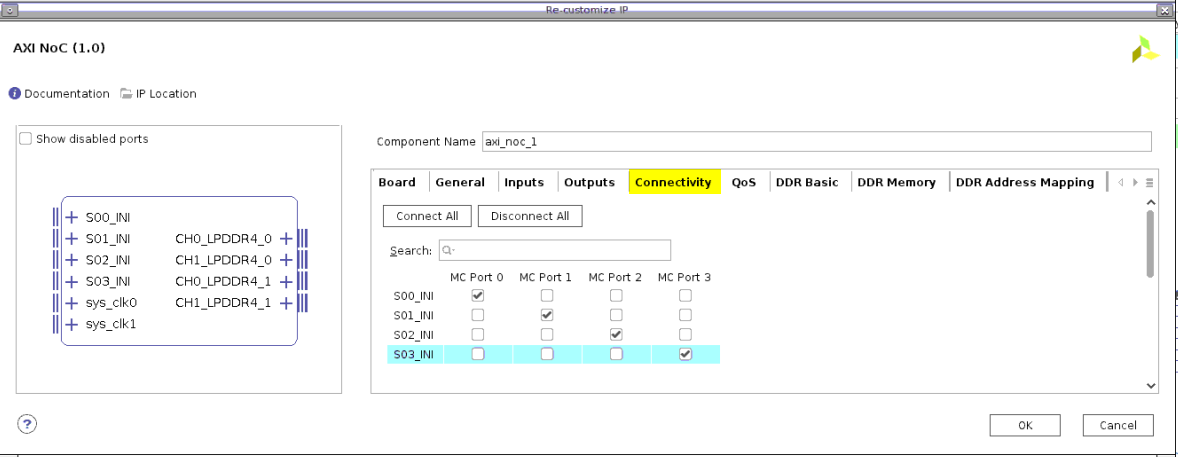 Re-customize IP
AXI NoC (1.0)
Documentation IP Location
Show disabled ports
S00_INI
S01_INI CH0_LPDDR4_0
S02_INI CH1_LPDDR4_0
S03_INI CH0_LPDDR4_1
sys_clk0 CH1_LPDDR4_1
sys_clk1
Component Name axi_noc_1
Board General Inputs Outputs Connectivity QoS DDR Basic DDR Memory DDR Address Mapping
Connect All Disconnect All
Search:
MC Port 0 MC Port 1 MC Port 2 MC Port 3
S00_INI
S01_INI
S02_INI
S03_INI
? OK Cancel